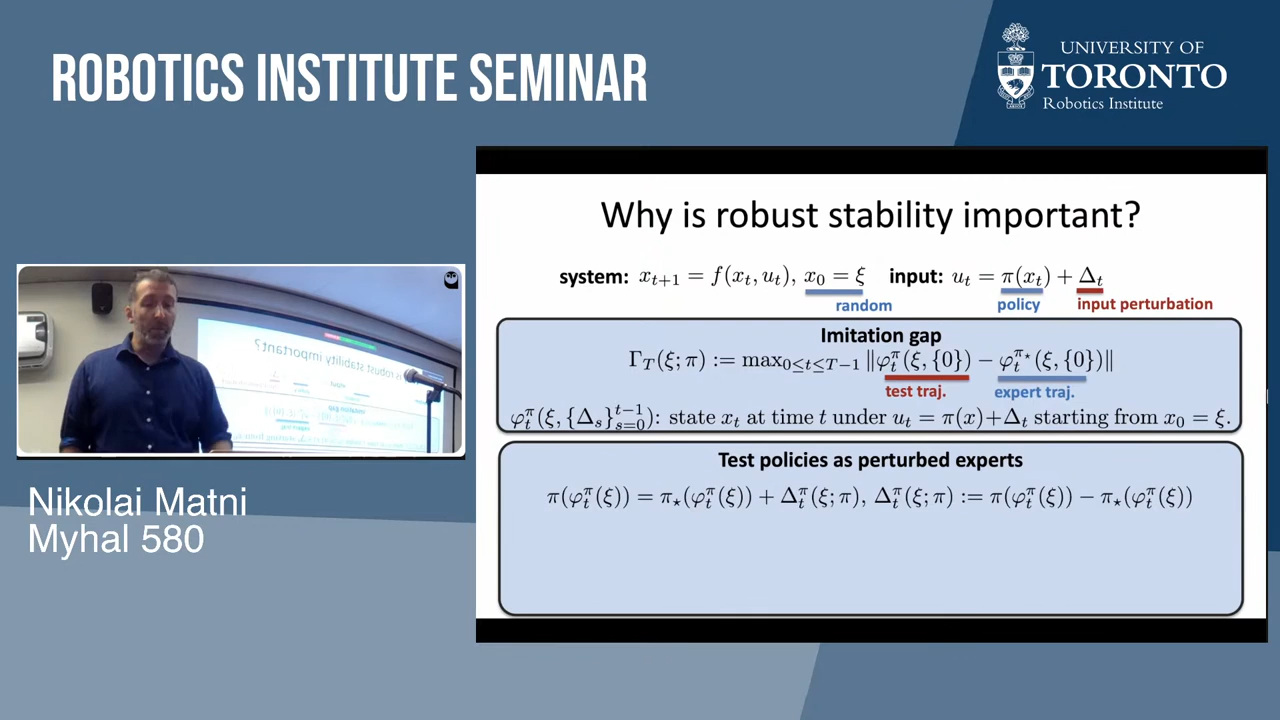 ROBOTICS INSTITUTE SEMINAR
UNIVERSITY OF
TORONTO
Robotics Institute
Why is robust stability important?
system: x_{t+1} = f(x_t, u_t), x_0 = ξ input: u_t = π(x_t) + Δ_t
random policy input perturbation
Imitation gap
Γ_T(ξ; π) := max_{0≤t≤T−1} ‖φ_t^π(ξ, {0}) − φ_t^{π⋆}(ξ, {0})‖
test traj. expert traj.
φ_t^π(ξ, {Δ_s}_{s=0}^{t−1}): state x_t at time t under u_t = π(x)+Δ_t starting from x_0 = ξ.
Test policies as perturbed experts
π(φ_t^π(ξ)) = π_⋆(φ_t^π(ξ)) + Δ_t^π(ξ; π), Δ_t^π(ξ; π) := π(φ_t^π(ξ)) − π_⋆(φ_t^π(ξ))
Nikolai Matni
Myhal 580